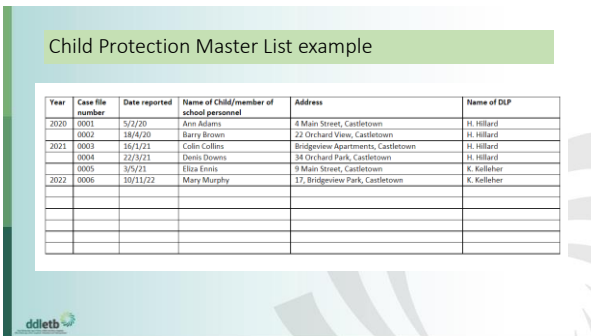 Child Protection Master List example
Year Case file number Date reported Name of Child/member of school personnel Address Name of DLP
2020 0001 5/2/20 Ann Adams 4 Main Street, Castletown H. Hillard
0002 18/4/20 Barry Brown 22 Orchard View, Castletown H. Hillard
2021 0003 16/1/21 Colin Collins Bridgeview Apartments, Castletown H. Hillard
0004 22/3/21 Denis Downs 34 Orchard Park, Castletown H. Hillard
0005 3/5/21 Eliza Ennis 9 Main Street, Castletown K. Kelleher
2022 0006 10/11/22 Mary Murphy 17, Bridgeview Park, Castletown K. Kelleher
ddletb